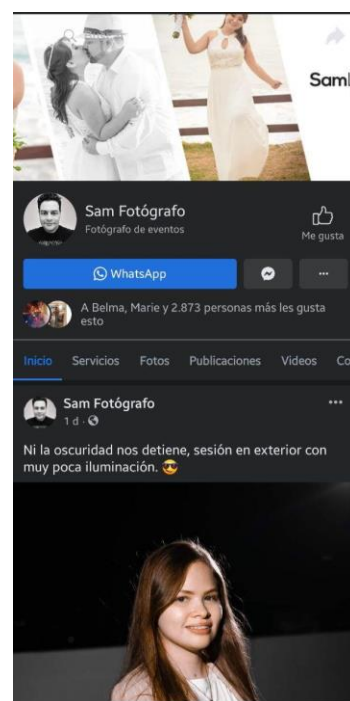 Sam Fotógrafo
Fotógrafo de eventos
Me gusta
WhatsApp
A Belma, Marie y 2.873 personas más les gusta
esto
Inicio Servicios Fotos Publicaciones Videos Co
Sam Fotógrafo
1 d
Ni la oscuridad nos detiene, sesión en exterior con
muy poca iluminación. 😎